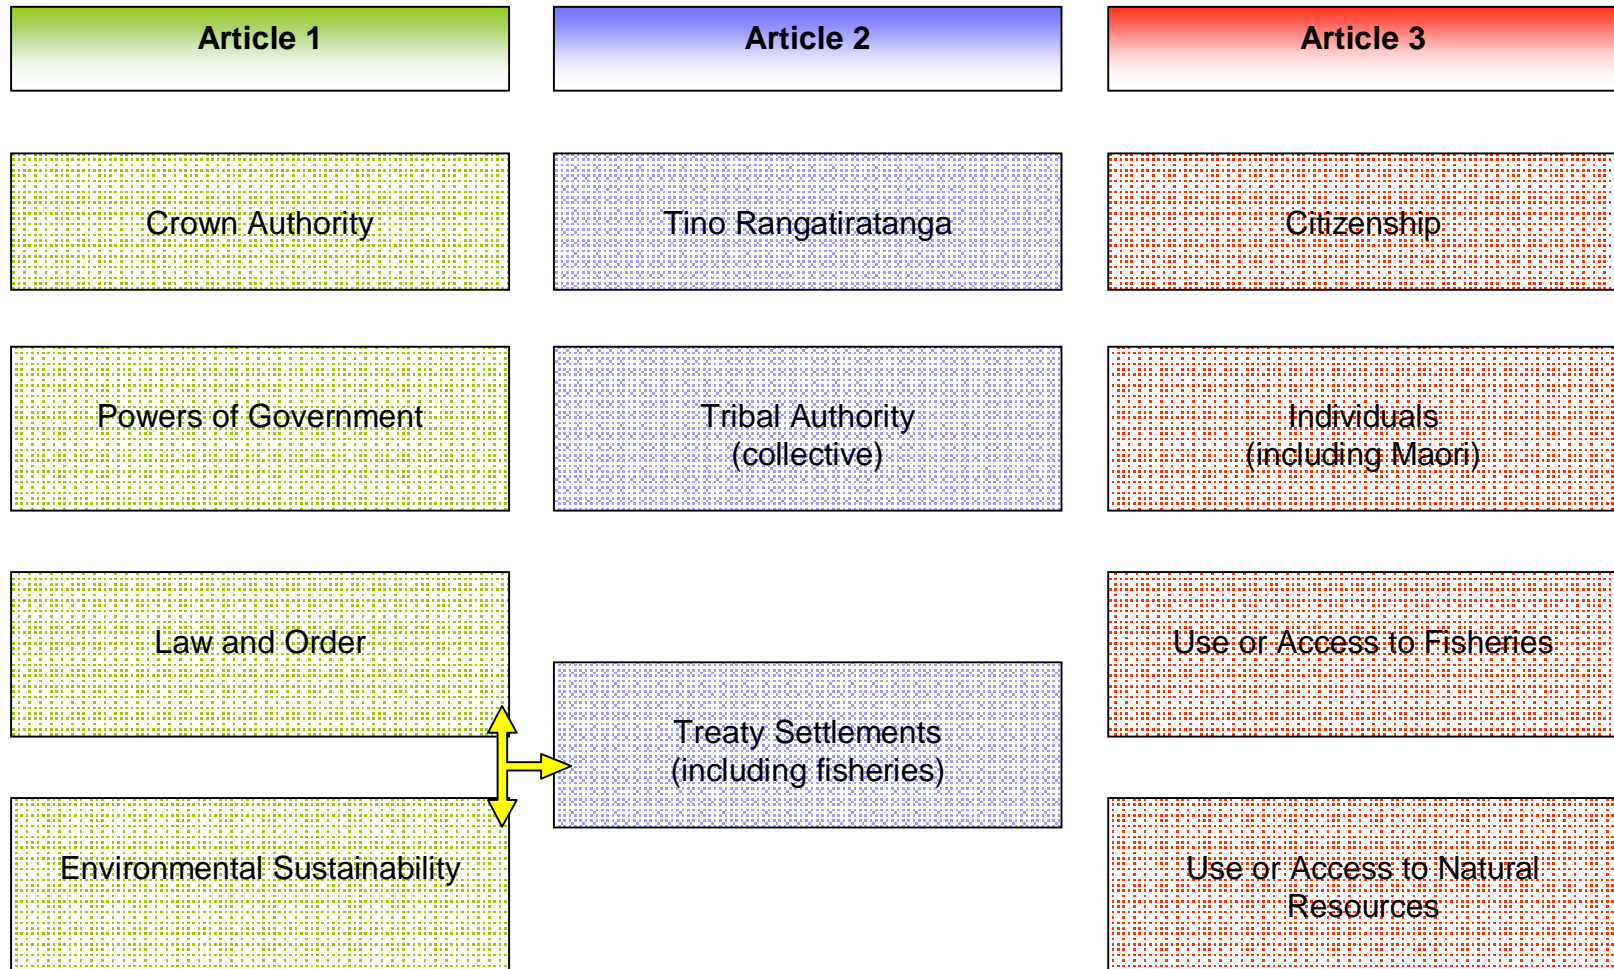 Article 1
Article 2
Article 3
Crown Authority
Tino Rangatiratanga
Citizenship
Powers of Government
Tribal Authority
(collective)
Individuals
(including Maori)
Law and Order
Treaty Settlements
(including fisheries)
Use or Access to Fisheries
Environmental Sustainability
Use or Access to Natural
Resources